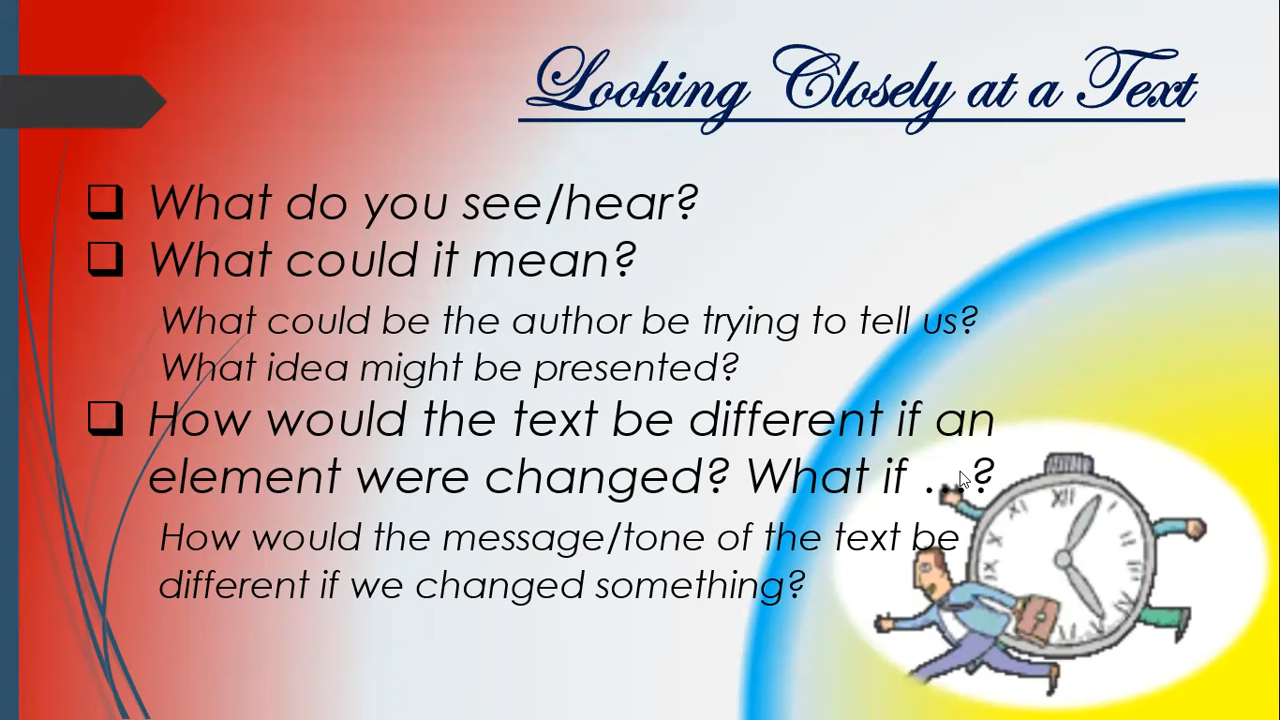 Looking Closely at a Text
What do you see/hear?
What could it mean?
What could be the author be trying to tell us?
What idea might be presented?
How would the text be different if an
element were changed? What if …?
How would the message/tone of the text be
different if we changed something?